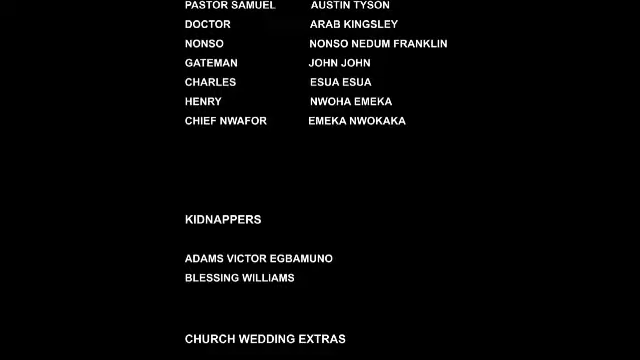 PASTOR SAMUEL AUSTIN TYSON
DOCTOR ARAB KINGSLEY
NONSO NONSO NEDUM FRANKLIN
GATEMAN JOHN JOHN
CHARLES ESUA ESUA
HENRY NWOHA EMEKA
CHIEF NWAFOR EMEKA NWOKAKA
KIDNAPPERS
ADAMS VICTOR EGBAMUNO
BLESSING WILLIAMS
CHURCH WEDDING EXTRAS